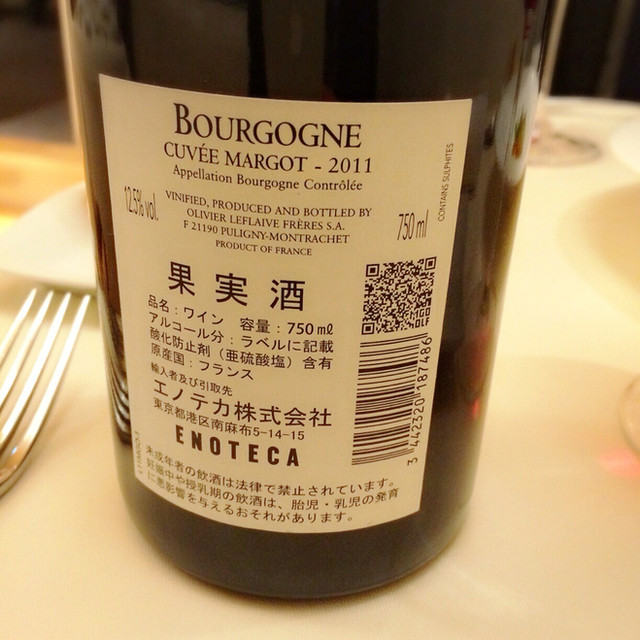 BOURGOGNE
CUVÉE MARGOT - 2011
Appellation Bourgogne Contrôlée
12.5% vol.
VINIFIED, PRODUCED AND BOTTLED BY
OLIVIER LEFLAIVE FRÈRES S.A.
F 21190 PULIGNY-MONTRACHET
PRODUCT OF FRANCE
750 ml
CONTAINS SULPHITES
果実酒
品名:ワイン 容量:750㎖
アルコール分:ラベルに記載
酸化防止剤(亜硫酸塩)含有
原産国:フランス
輸入者及び引取先
エノテカ株式会社
東京都港区南麻布5-14-15
ENOTECA
3 442320 187486
未成年者の飲酒は法律で禁止されています。
妊娠中や授乳期の飲酒は、胎児・乳児の発育
に悪影響を与えるおそれがあります。